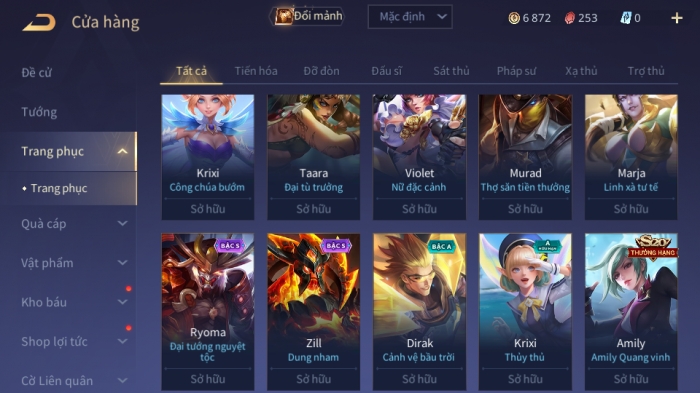 Cửa hàng
Đổi mảnh
Mặc định
6 872
253
0
Đề cử
Tướng
Trang phục
Trang phục
Quà cáp
Vật phẩm
Kho báu
Shop lợi tức
Cờ Liên quân
Tất cả
Tiến hóa
Đỡ đòn
Đấu sĩ
Sát thủ
Pháp sư
Xạ thủ
Trợ thủ
Krixi
Công chúa bướm
Sở hữu
Taara
Đại tù trưởng
Sở hữu
Violet
Nữ đặc cảnh
Sở hữu
Murad
Thợ săn tiền thưởng
Sở hữu
Marja
Linh xà tư tế
Sở hữu
BẬC S
Ryoma
Đại tướng nguyệt
tộc
Sở hữu
BẬC S
Zill
Dung nham
Sở hữu
BẬC A
Dirak
Cảnh vệ bầu trời
Sở hữu
A
HỮU HẠN
Krixi
Thủy thủ
Sở hữu
S20
THƯỞNG HẠNG
Amily
Amily Quang vinh
Sở hữu